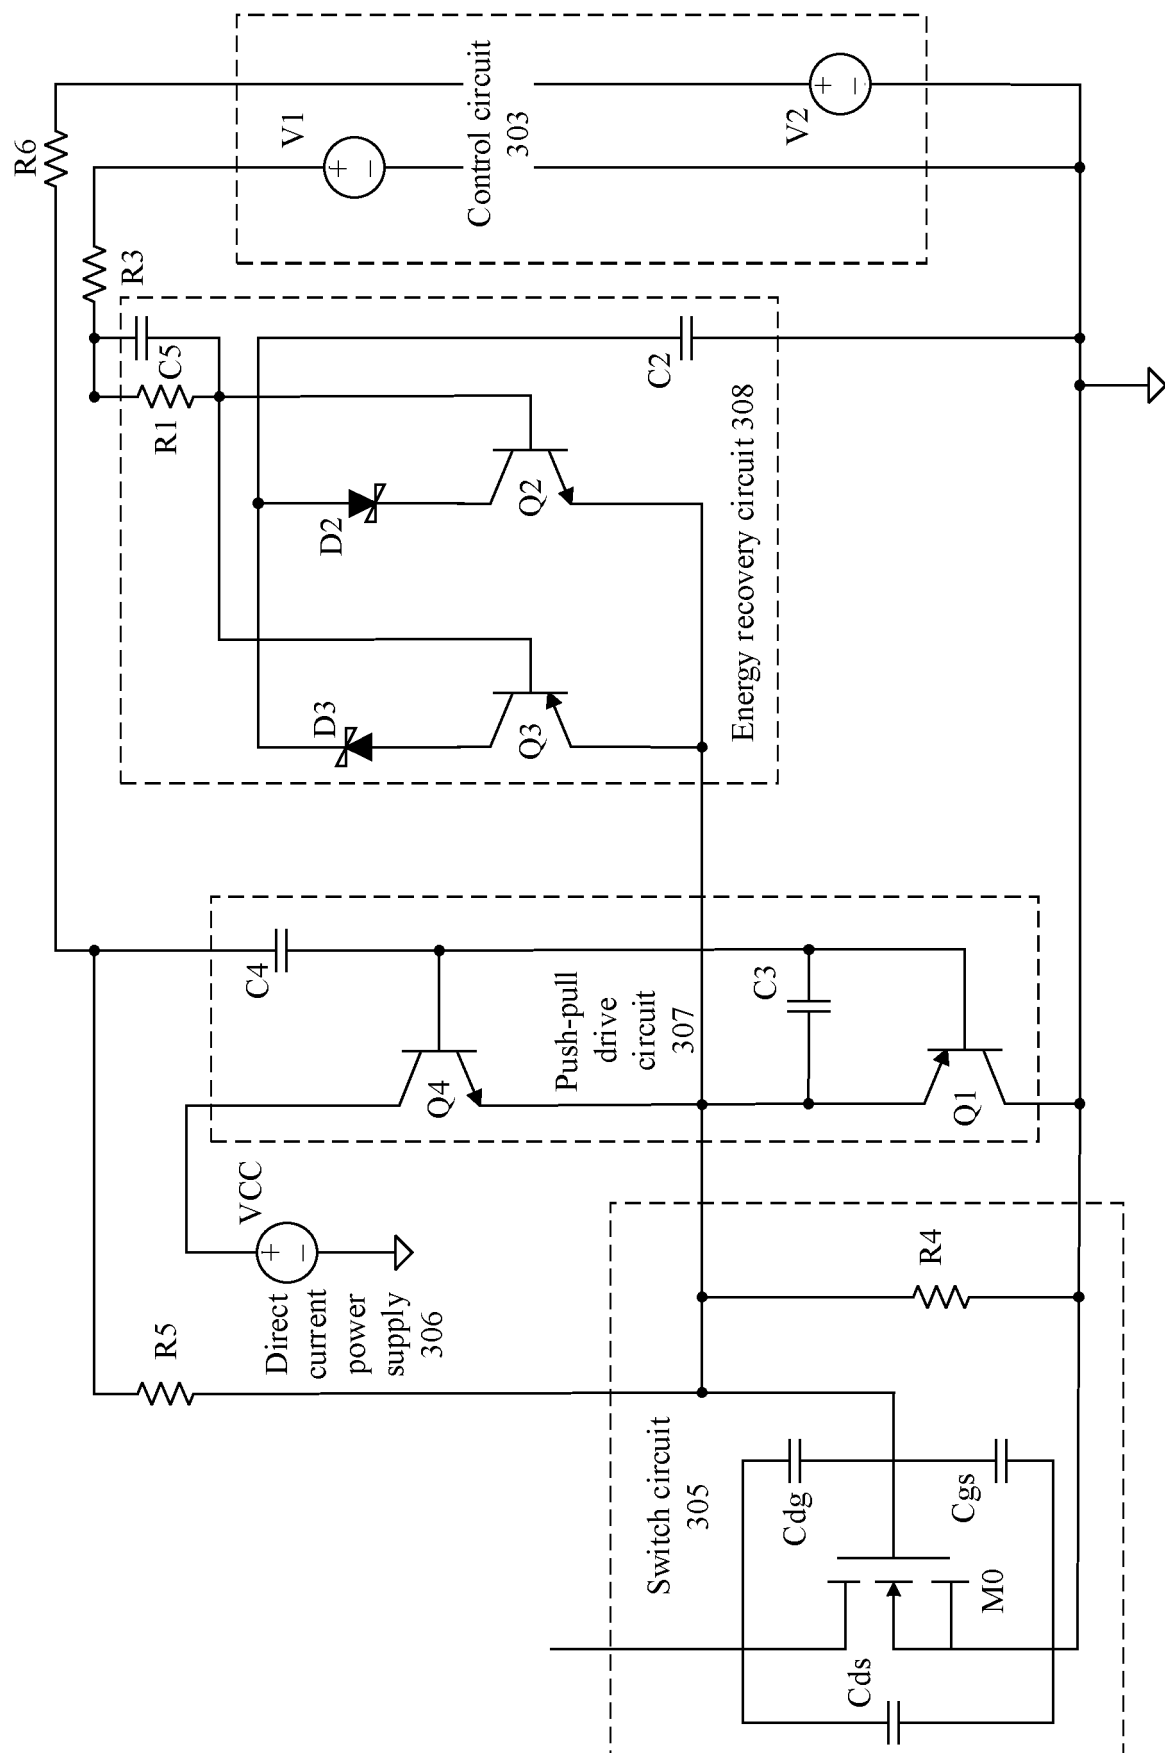 R6
V1
Control circuit
303
V2
R3
C5
R1
C2
D2
Q2
D3
Q3
Energy recovery circuit 308
C4
Q4
Push-pull
drive
circuit
307
C3
Q1
VCC
Direct
current
power
supply
306
R5
R4
Switch circuit
305
Cdg
Cgs
M0
Cds